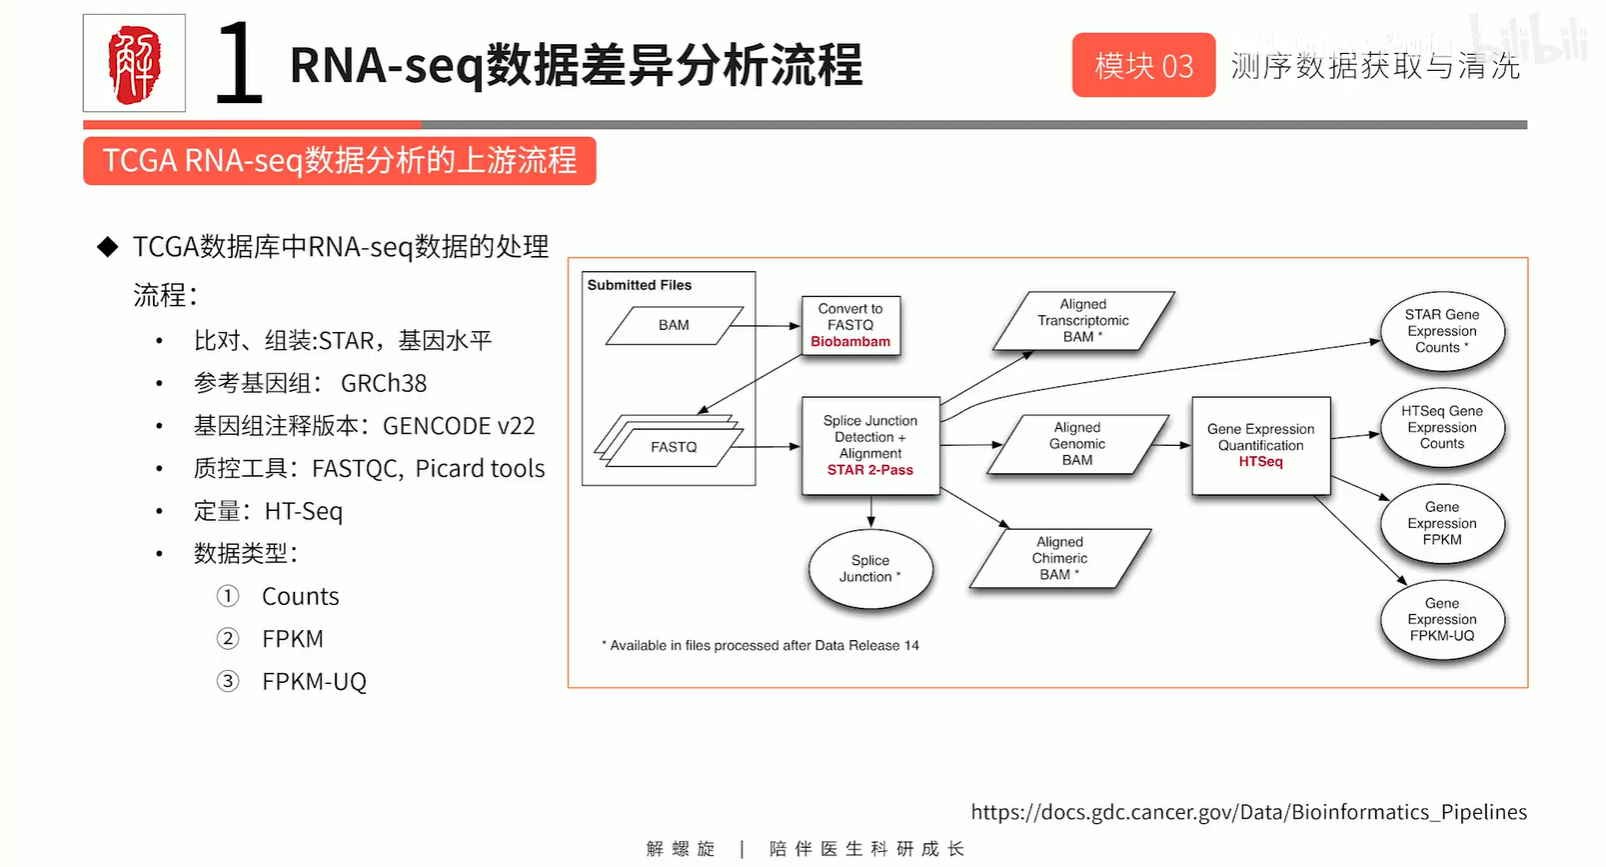 解
1
RNA-seq数据差异分析流程
模块 03
测序数据获取与清洗
bilibili
TCGA RNA-seq数据分析的上游流程
◆ TCGA数据库中RNA-seq数据的处理
流程：
• 比对、组装:STAR，基因水平
• 参考基因组： GRCh38
• 基因组注释版本：GENCODE v22
• 质控工具：FASTQC, Picard tools
• 定量：HT-Seq
• 数据类型：
① Counts
② FPKM
③ FPKM-UQ
Submitted Files
BAM
FASTQ
Convert to
FASTQ
Biobambam
Splice Junction
Detection +
Alignment
STAR 2-Pass
Splice
Junction *
Aligned
Transcriptomic
BAM *
Aligned
Genomic
BAM
Aligned
Chimeric
BAM *
Gene Expression
Quantification
HTSeq
STAR Gene
Expression
Counts *
HTSeq Gene
Expression
Counts
Gene
Expression
FPKM
Gene
Expression
FPKM-UQ
* Available in files processed after Data Release 14
https://docs.gdc.cancer.gov/Data/Bioinformatics_Pipelines
解螺旋 | 陪伴医生科研成长